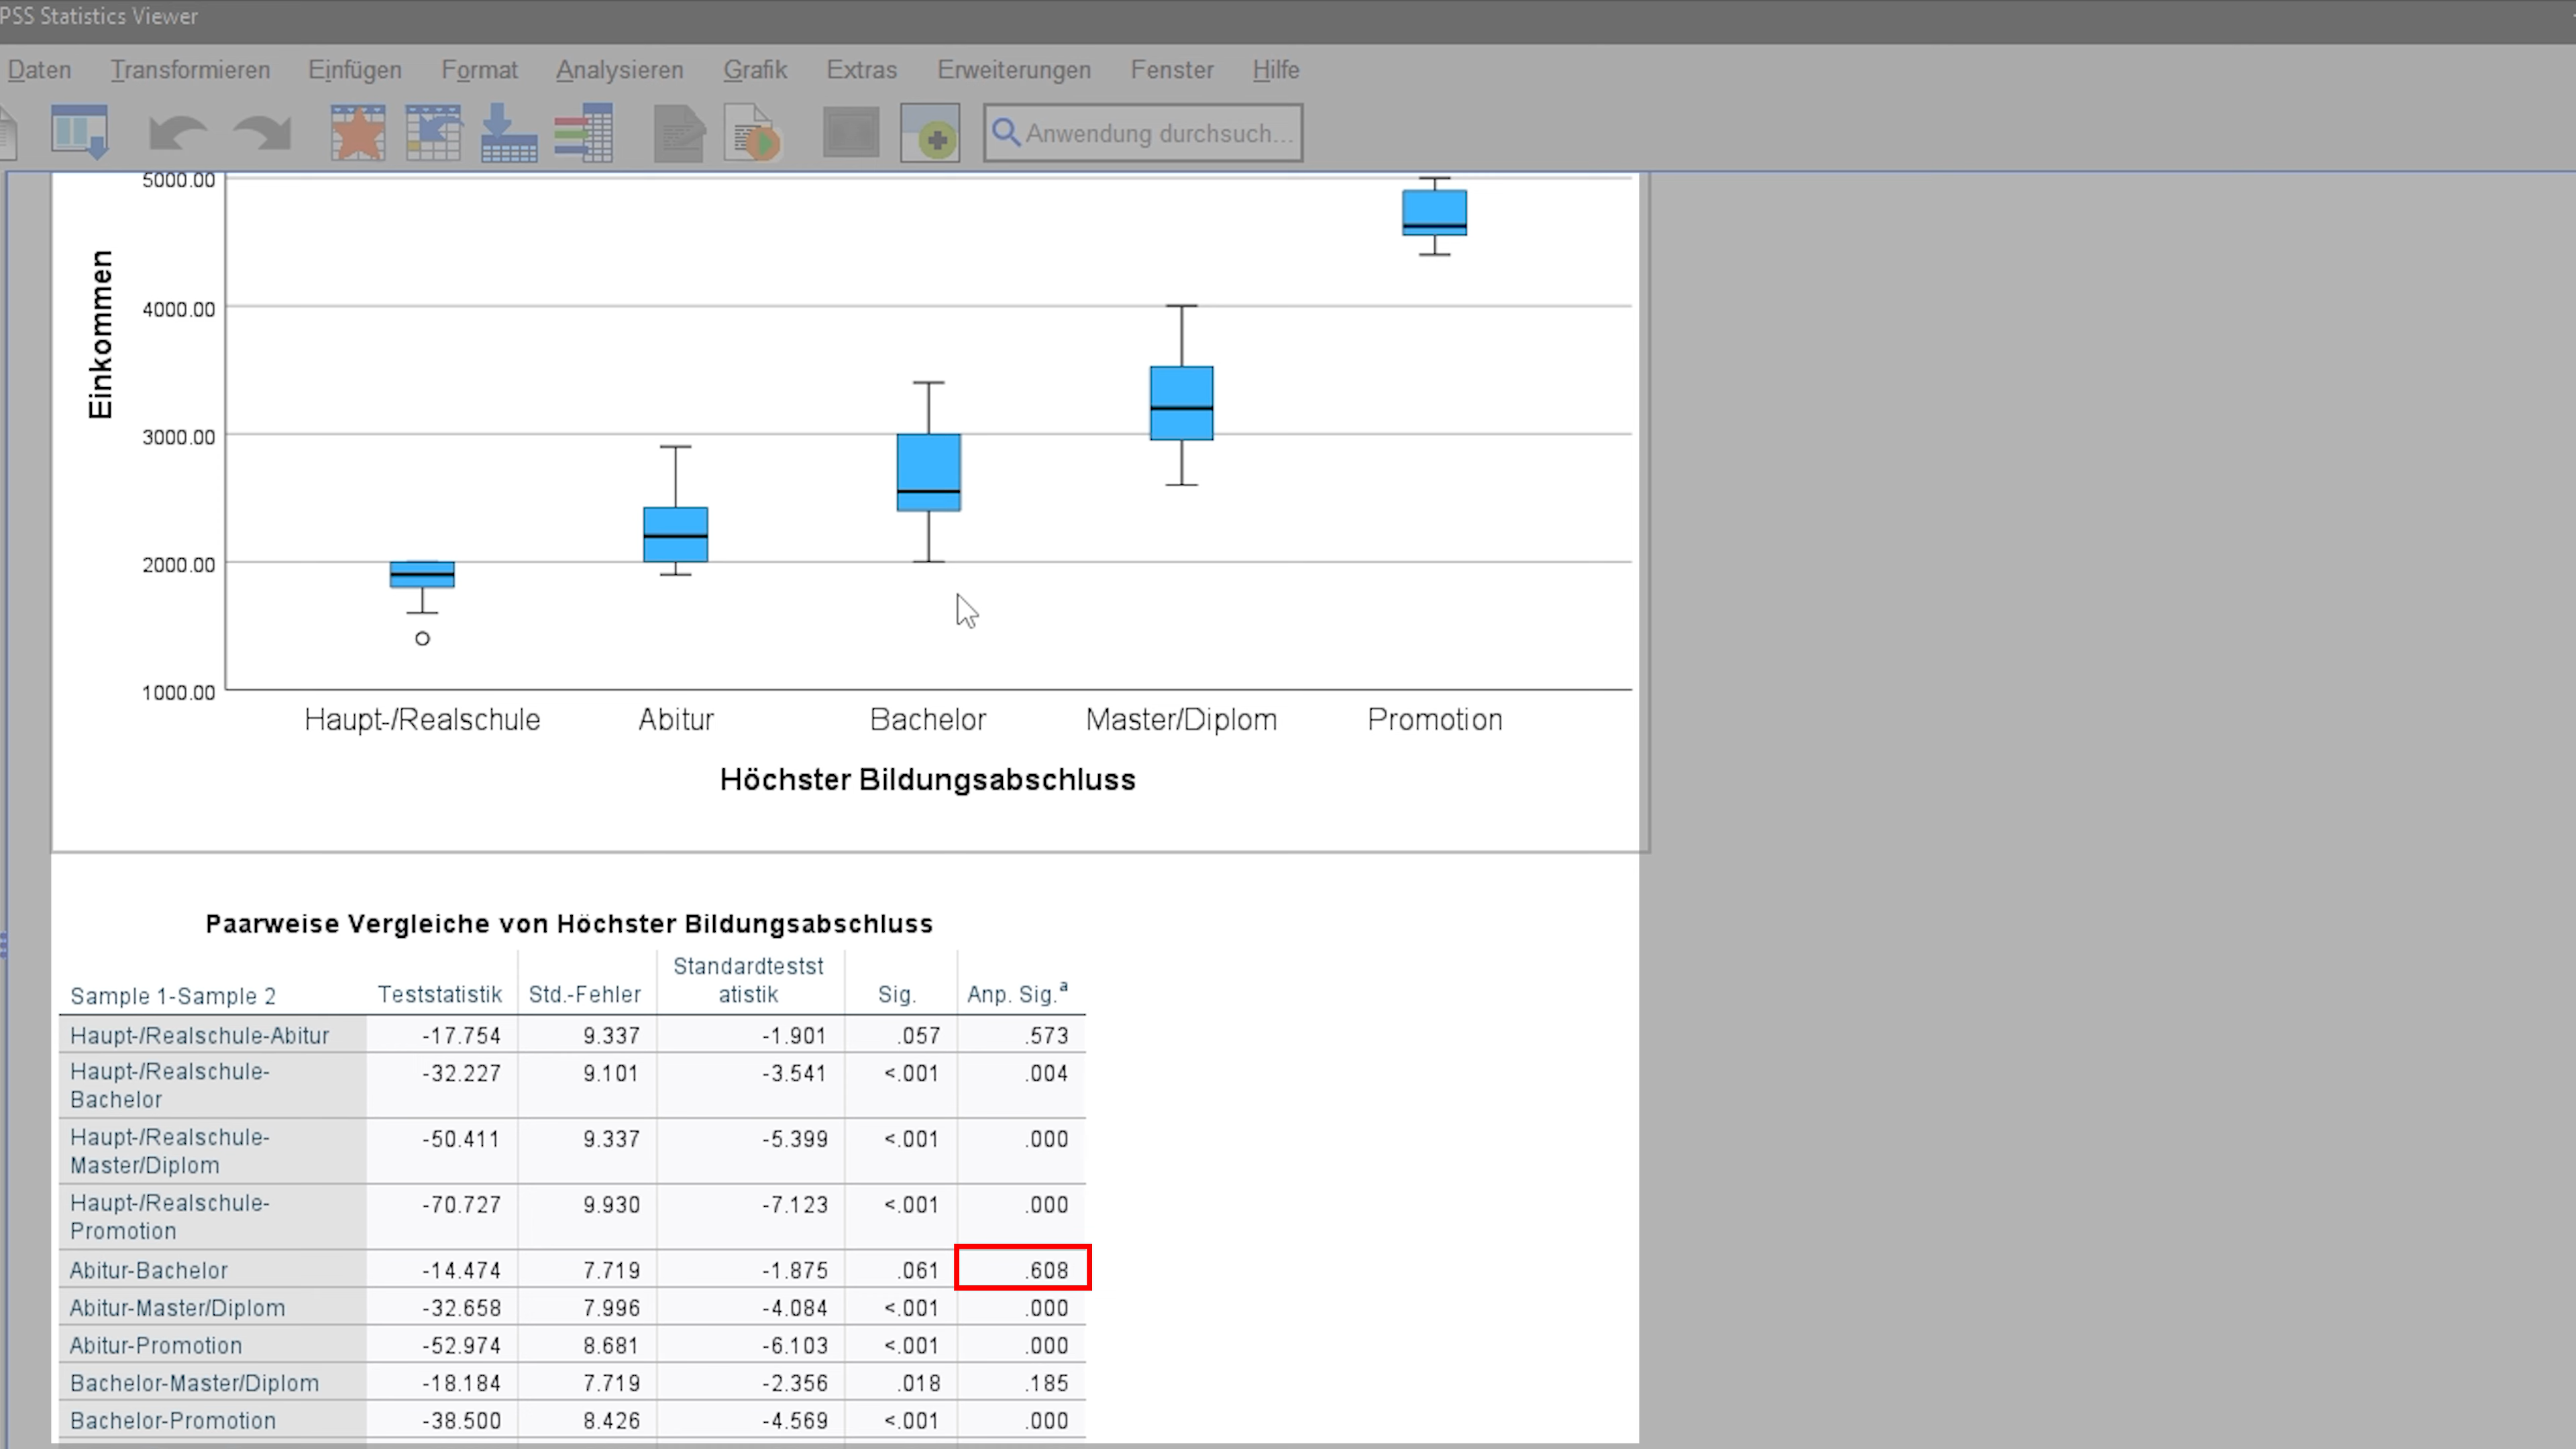 PSS Statistics Viewer
Daten Transformieren Einfügen Format Analysieren Grafik Extras Erweiterungen Fenster Hilfe
Anwendung durchsuch...
5000.00
4000.00
3000.00
2000.00
1000.00
Einkommen
Haupt-/Realschule Abitur Bachelor Master/Diplom Promotion
Höchster Bildungsabschluss
Paarweise Vergleiche von Höchster Bildungsabschluss
Sample 1-Sample 2 Teststatistik Std.-Fehler Standardtestst atistik Sig. Anp. Sig.a
Haupt-/Realschule-Abitur -17.754 9.337 -1.901 .057 .573
Haupt-/Realschule- -32.227 9.101 -3.541 <.001 .004
Bachelor
Haupt-/Realschule- -50.411 9.337 -5.399 <.001 .000
Master/Diplom
Haupt-/Realschule- -70.727 9.930 -7.123 <.001 .000
Promotion
Abitur-Bachelor -14.474 7.719 -1.875 .061 .608
Abitur-Master/Diplom -32.658 7.996 -4.084 <.001 .000
Abitur-Promotion -52.974 8.681 -6.103 <.001 .000
Bachelor-Master/Diplom -18.184 7.719 -2.356 .018 .185
Bachelor-Promotion -38.500 8.426 -4.569 <.001 .000